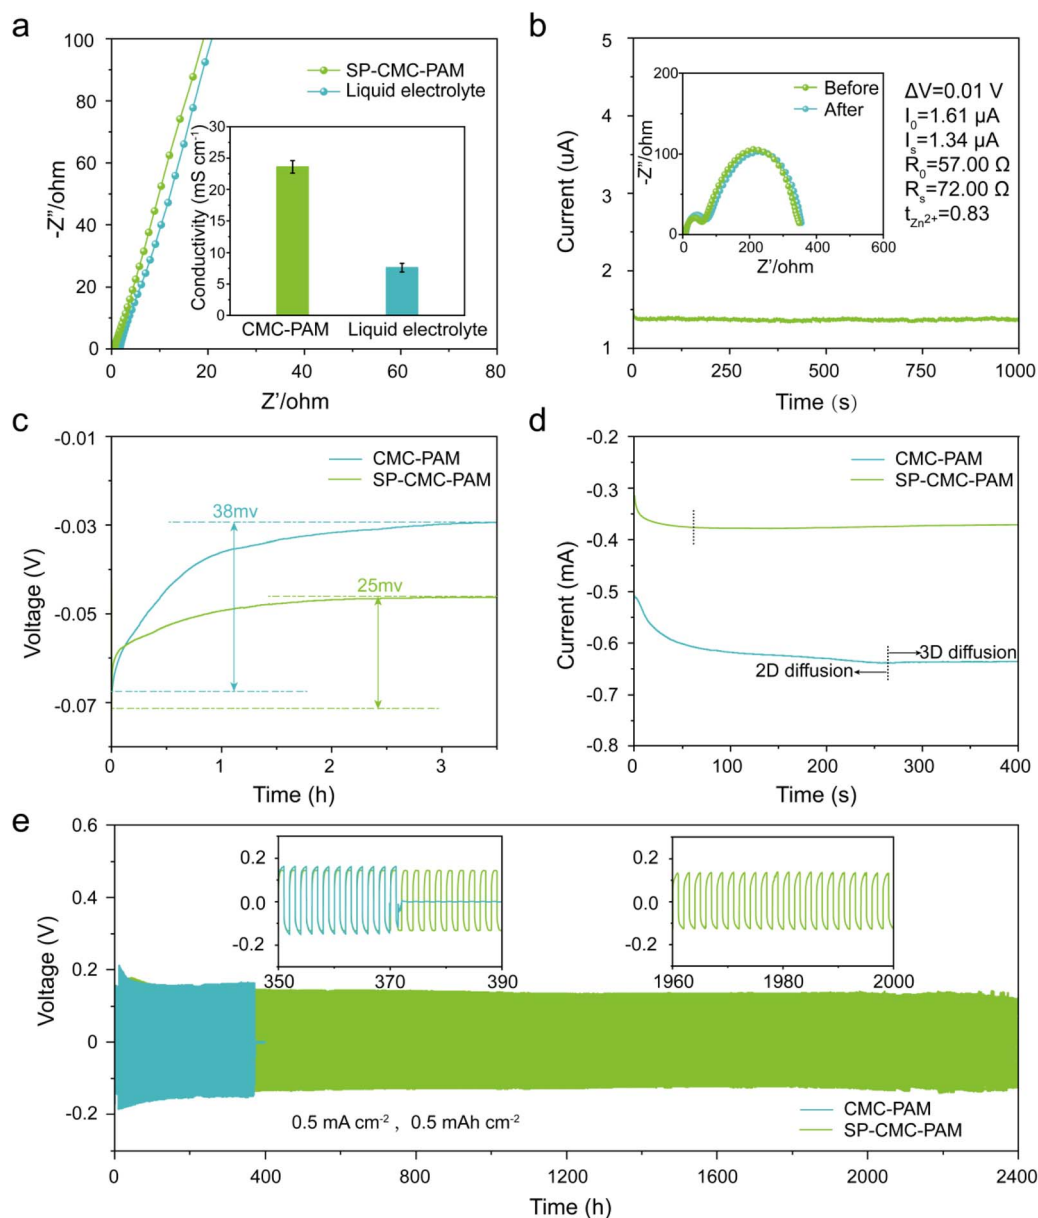 a
100
80
60
40
20
0
-Z"/ohm
0
20
40
60
80
Z'/ohm
SP-CMC-PAM
Liquid electrolyte
30
25
20
15
10
5
0
Conductivity (mS cm⁻¹)
CMC-PAM
Liquid electrolyte
b
5
4
3
2
1
Current (uA)
0
250
500
750
1000
Time (s)
200
100
0
-Z"/ohm
0
200
400
600
Z'/ohm
Before
After
ΔV=0.01 V
I₀=1.61 μA
Iₛ=1.34 μA
R₀=57.00 Ω
Rₛ=72.00 Ω
t_Zn²⁺=0.83
c
-0.01
-0.03
-0.05
-0.07
Voltage (V)
0
1
2
3
Time (h)
CMC-PAM
SP-CMC-PAM
38mv
25mv
d
-0.2
-0.3
-0.4
-0.5
-0.6
-0.7
-0.8
Current (mA)
0
100
200
300
400
Time (s)
CMC-PAM
SP-CMC-PAM
3D diffusion
2D diffusion
e
0.6
0.4
0.2
0
-0.2
Voltage (V)
0
400
800
1200
1600
2000
2400
Time (h)
0.2
0.0
-0.2
350
370
390
0.2
0.0
-0.2
1960
1980
2000
0.5 mA cm⁻² , 0.5 mAh cm⁻²
CMC-PAM
SP-CMC-PAM